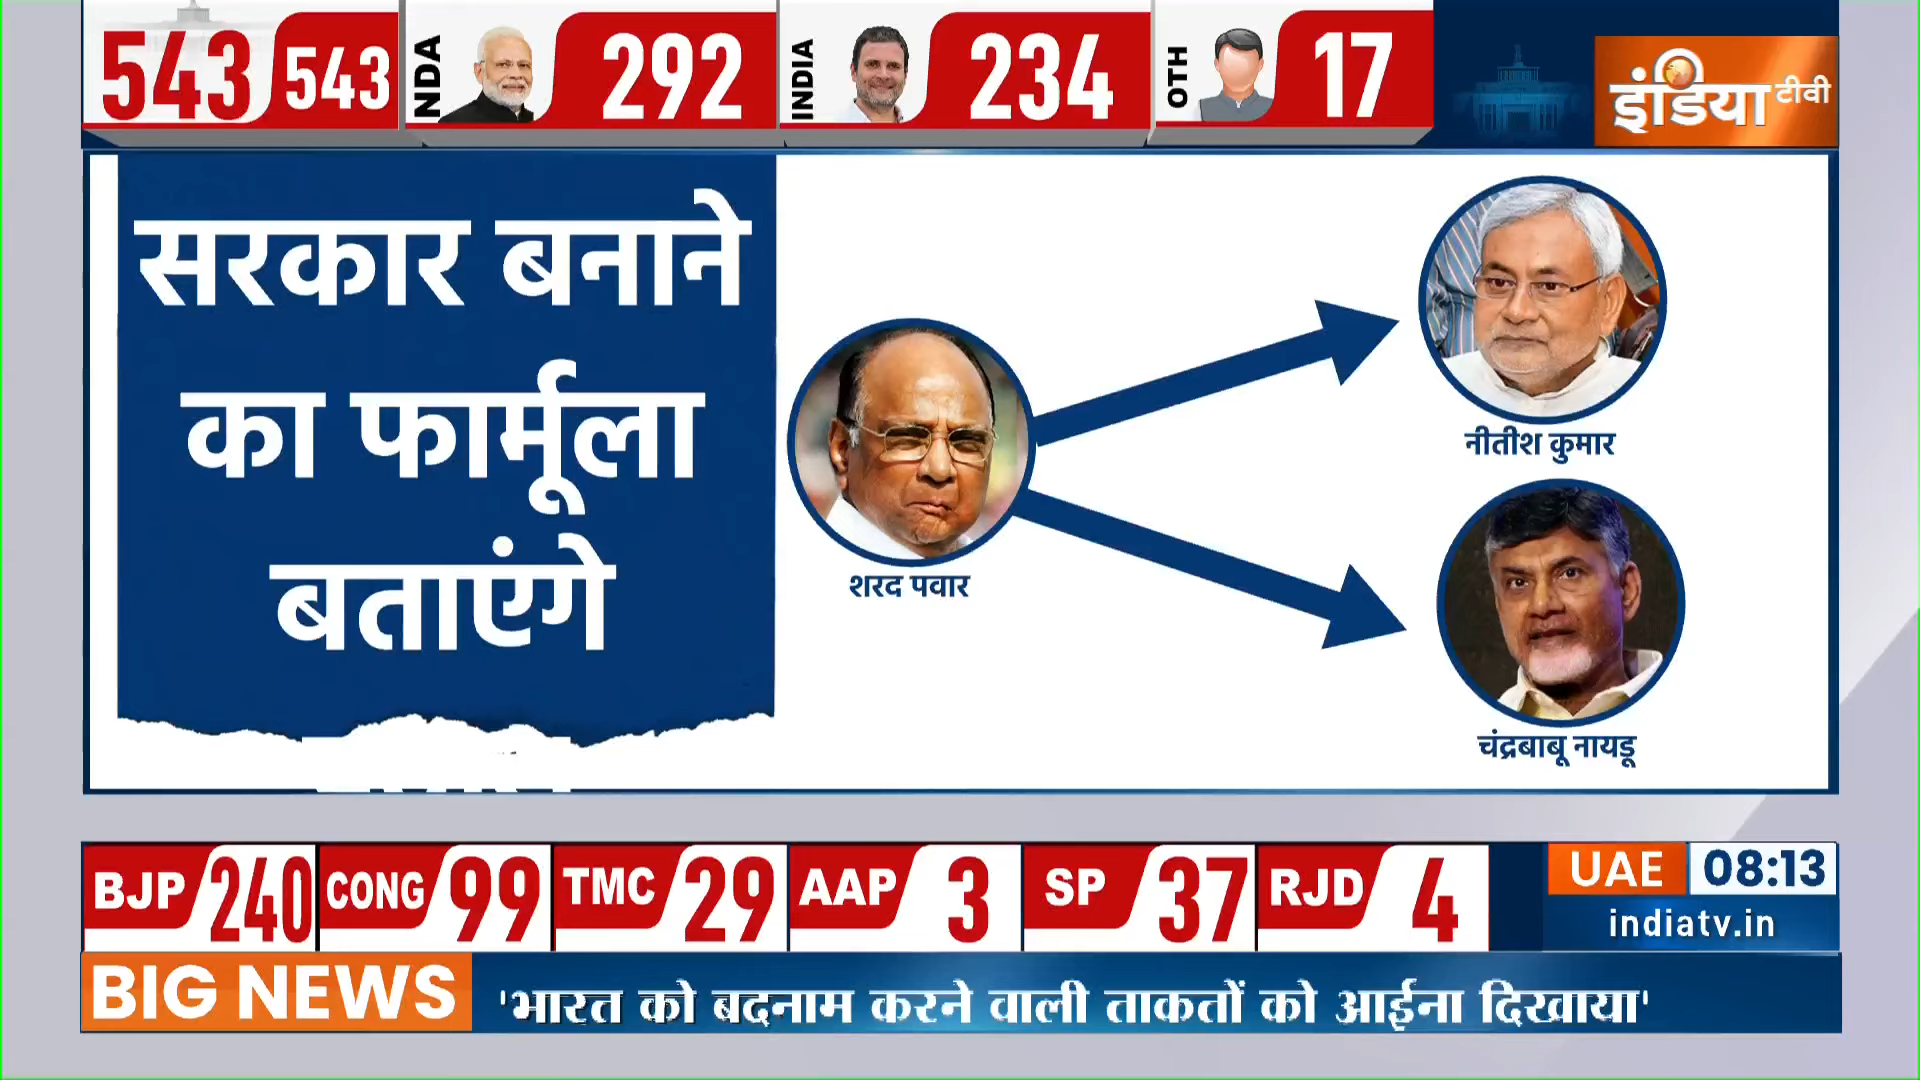 543 543 NDA 292 INDIA 234 OTH 17
इंडिया टीवी
सरकार बनाने
का फार्मूला
बताएंगे
शरद पवार
नीतीश कुमार
चंद्रबाबू नायडू
BJP 240 CONG 99 TMC 29 AAP 3 SP 37 RJD 4
UAE 08:13
indiatv.in
BIG NEWS
'भारत को बदनाम करने वाली ताकतों को आईना दिखाया'